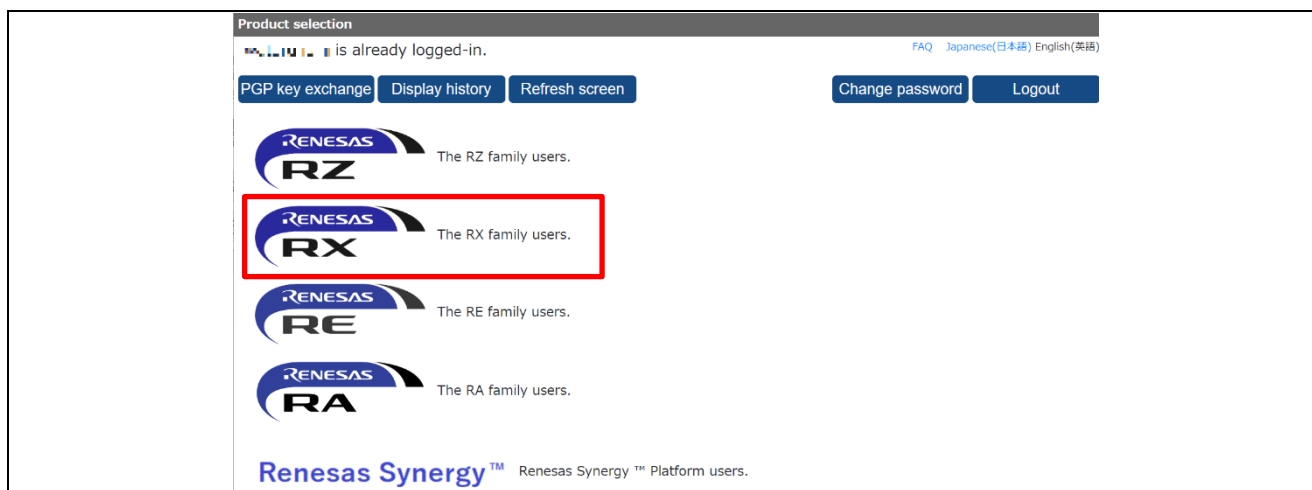 Product selection
is already logged-in.
FAQ Japanese(日本語) English(英語)
PGP key exchange Display history Refresh screen Change password Logout
RENESAS
RZ
The RZ family users.
RENESAS
RX
The RX family users.
RENESAS
RE
The RE family users.
RENESAS
RA
The RA family users.
Renesas Synergy™ Renesas Synergy ™ Platform users.